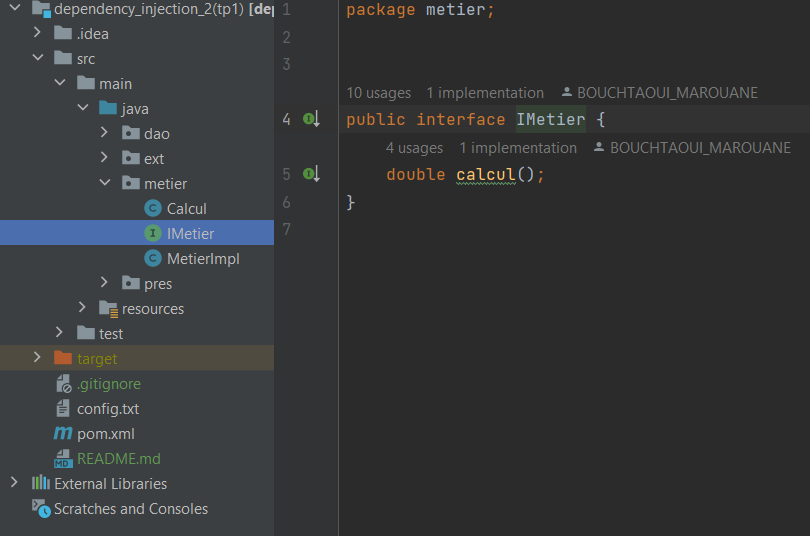 dependency_injection_2(tp1) [dep
.idea
src
main
java
dao
ext
metier
Calcul
IMetier
MetierImpl
pres
resources
test
target
.gitignore
config.txt
pom.xml
README.md
External Libraries
Scratches and Consoles
1 package metier;
2
3
10 usages 1 implementation BOUCHTAOUI_MAROUANE
4 public interface IMetier {
4 usages 1 implementation BOUCHTAOUI_MAROUANE
5 double calcul();
6 }
7